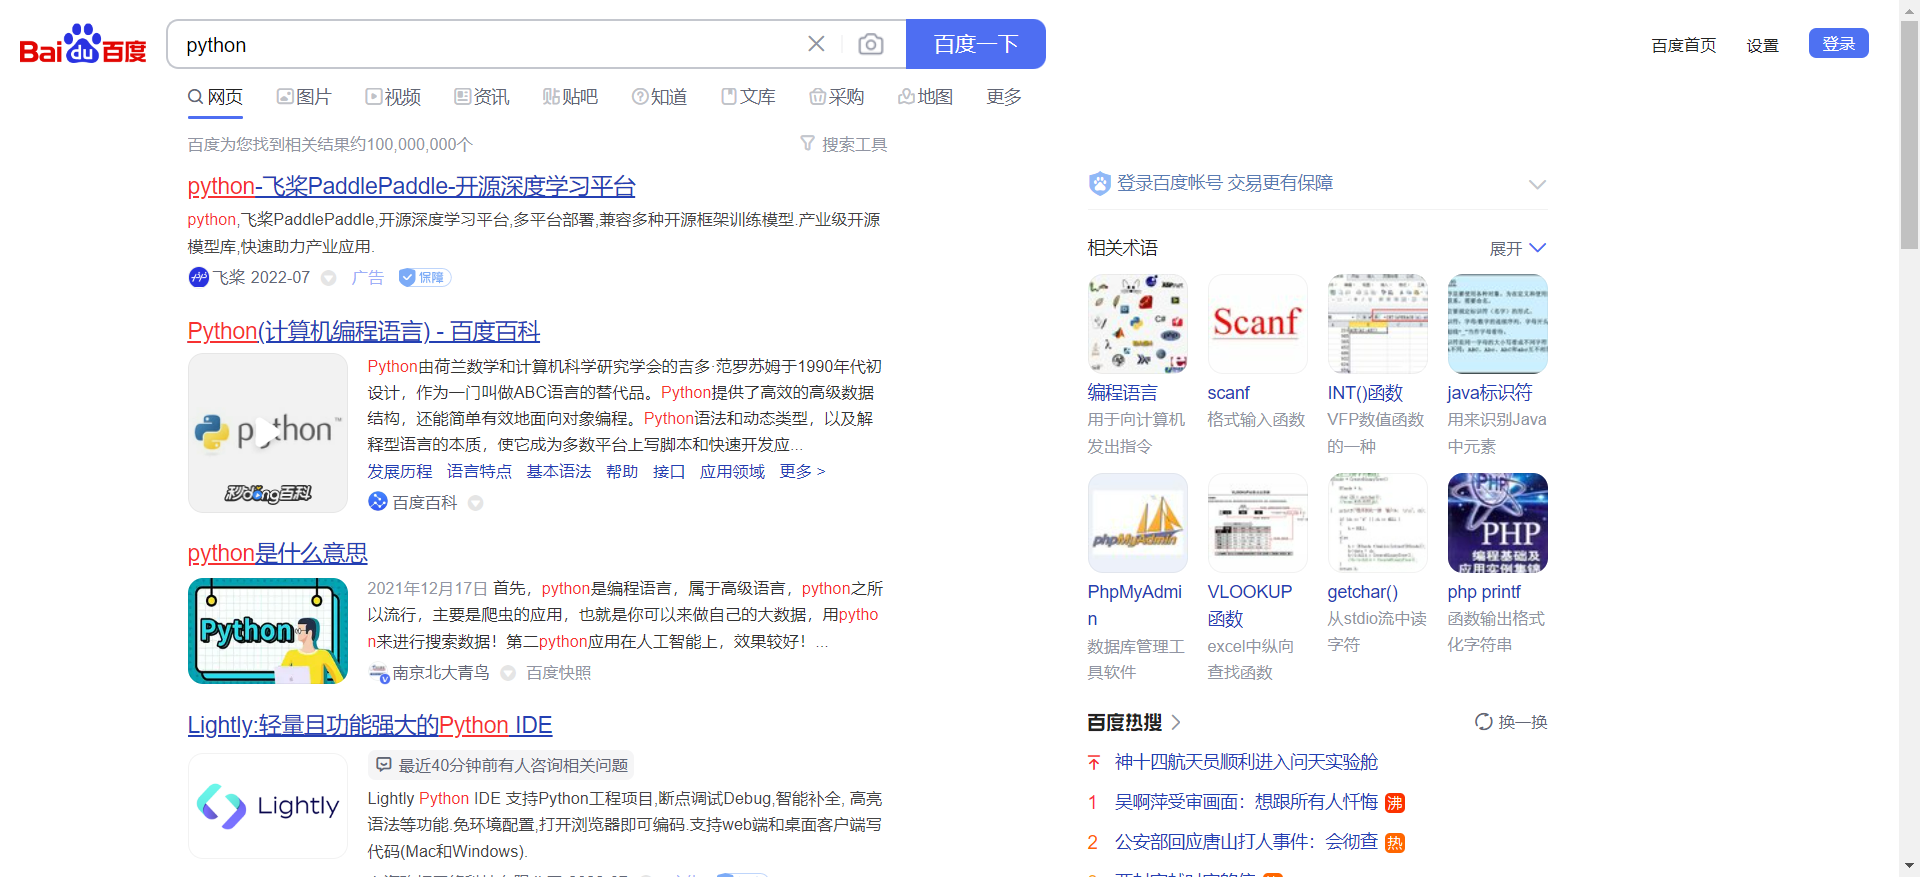 Baidu百度
python
百度一下
百度首页
设置
登录
网页
图片
视频
资讯
贴吧
知道
文库
采购
地图
更多
百度为您找到相关结果约100,000,000个
搜索工具
python-飞桨PaddlePaddle-开源深度学习平台
python,飞桨PaddlePaddle,开源深度学习平台,多平台部署,兼容多种开源框架训练模型.产业级开源
模型库,快速助力产业应用.
飞桨 2022-07
广告
保障
Python(计算机编程语言) - 百度百科
python™
秒dong百科
Python由荷兰数学和计算机科学研究学会的吉多·范罗苏姆于1990年代初
设计，作为一门叫做ABC语言的替代品。Python提供了高效的高级数据
结构，还能简单有效地面向对象编程。Python语法和动态类型，以及解
释型语言的本质，使它成为多数平台上写脚本和快速开发应...
发展历程 语言特点 基本语法 帮助 接口 应用领域 更多 >
百度百科
python是什么意思
Python
2021年12月17日 首先，python是编程语言，属于高级语言，python之所
以流行，主要是爬虫的应用，也就是你可以来做自己的大数据，用pytho
n来进行搜索数据！第二python应用在人工智能上，效果较好！...
南京北大青鸟
百度快照
Lightly:轻量且功能强大的Python IDE
Lightly
最近40分钟前有人咨询相关问题
Lightly Python IDE 支持Python工程项目,断点调试Debug,智能补全, 高亮
语法等功能.免环境配置,打开浏览器即可编码.支持web端和桌面客户端写
代码(Mac和Windows).
登录百度帐号 交易更有保障
相关术语
展开
Scanf
编程语言
用于向计算机
发出指令
scanf
格式输入函数
INT()函数
VFP数值函数
的一种
java标识符
用来识别Java
中元素
phpMyAdmin
PHP
PHP
编程基础及
应用实例集锦
PhpMyAdmi
n
数据库管理工
具软件
VLOOKUP
函数
excel中纵向
查找函数
getchar()
从stdio流中读
字符
php printf
函数输出格式
化字符串
百度热搜
换一换
神十四航天员顺利进入问天实验舱
1 吴啊萍受审画面：想跟所有人忏悔 沸
2 公安部回应唐山打人事件：会彻查 热